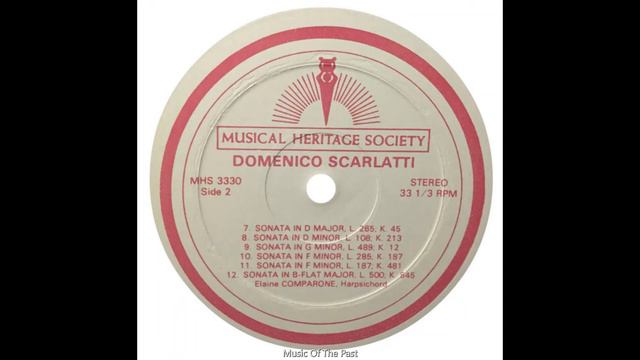 MUSICAL HERITAGE SOCIETY
DOMENICO SCARLATTI
MHS 3330
Side 2
STEREO
33 1/3 RPM
7. SONATA IN D MAJOR, L. 265; K. 45
8. SONATA IN D MINOR, L. 108; K. 213
9. SONATA IN G MINOR, L. 489; K. 12
10. SONATA IN F MINOR, L. 285; K. 187
11. SONATA IN F MINOR, L. 187; K. 481
12. SONATA IN B-FLAT MAJOR, L. 500; K. 545
Elaine COMPARONE, Harpsichord
Music Of The Past